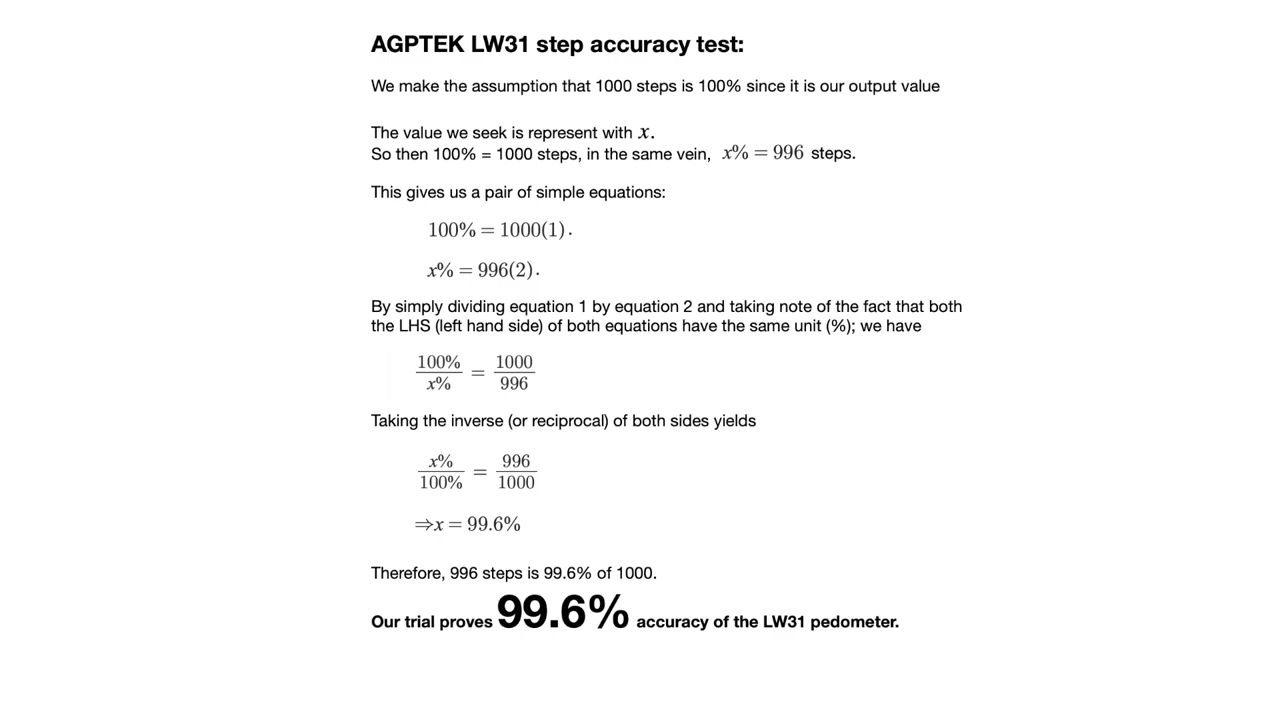 AGPTEK LW31 step accuracy test:
We make the assumption that 1000 steps is 100% since it is our output value
The value we seek is represent with x.
So then 100% = 1000 steps, in the same vein, x% = 996 steps.
This gives us a pair of simple equations:
100% = 1000(1).
x% = 996(2).
By simply dividing equation 1 by equation 2 and taking note of the fact that both
the LHS (left hand side) of both equations have the same unit (%); we have
100%/x% = 1000/996
Taking the inverse (or reciprocal) of both sides yields
x%/100% = 996/1000
⇒x = 99.6%
Therefore, 996 steps is 99.6% of 1000.
Our trial proves 99.6% accuracy of the LW31 pedometer.